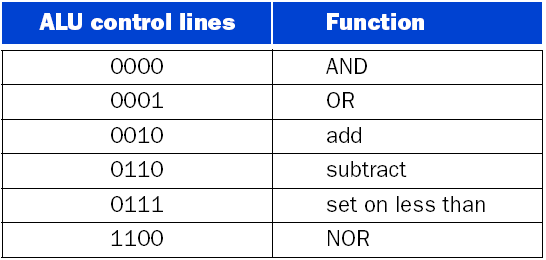 ALU control lines Function
0000 AND
0001 OR
0010 add
0110 subtract
0111 set on less than
1100 NOR